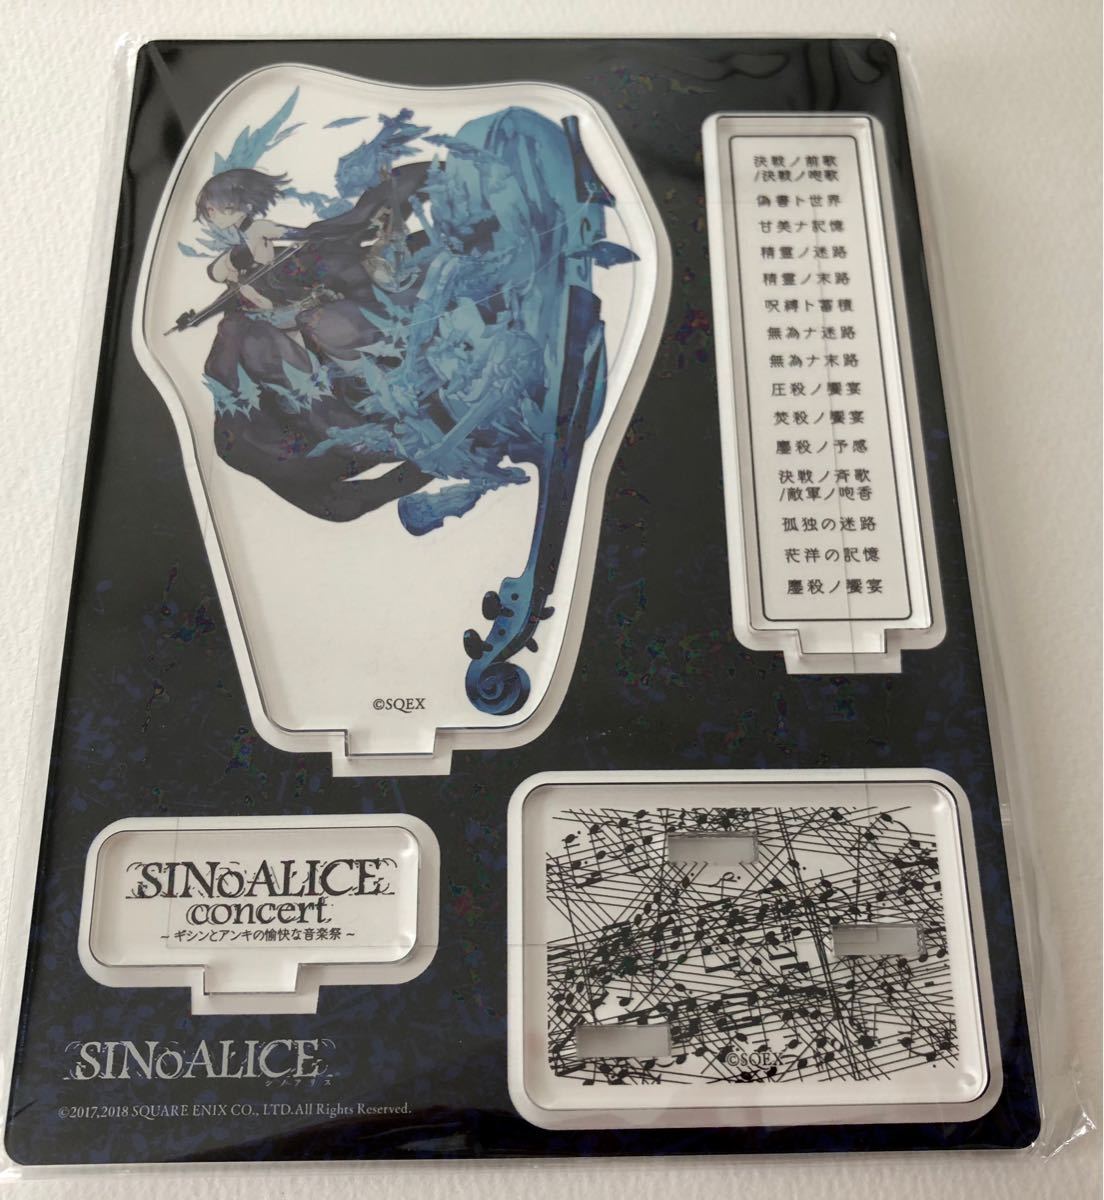 決戦ノ前歌
/決戦ノ咆歌
偽書ト世界
甘美ナ記憶
精霊ノ迷路
精霊ノ末路
呪縛ト蓄積
無為ナ迷路
無為ナ末路
圧殺ノ饗宴
焚殺ノ饗宴
鏖殺ノ予感
決戦ノ斉歌
/敵軍ノ咆香
孤独の迷路
茫洋の記憶
鏖殺ノ饗宴
©SQEX
SINoALICE
concert
~ギシンとアンキの愉快な音楽祭~
©SQEX
SINoALICE
シノアリス
©2017,2018 SQUARE ENIX CO., LTD.All Rights Reserved.